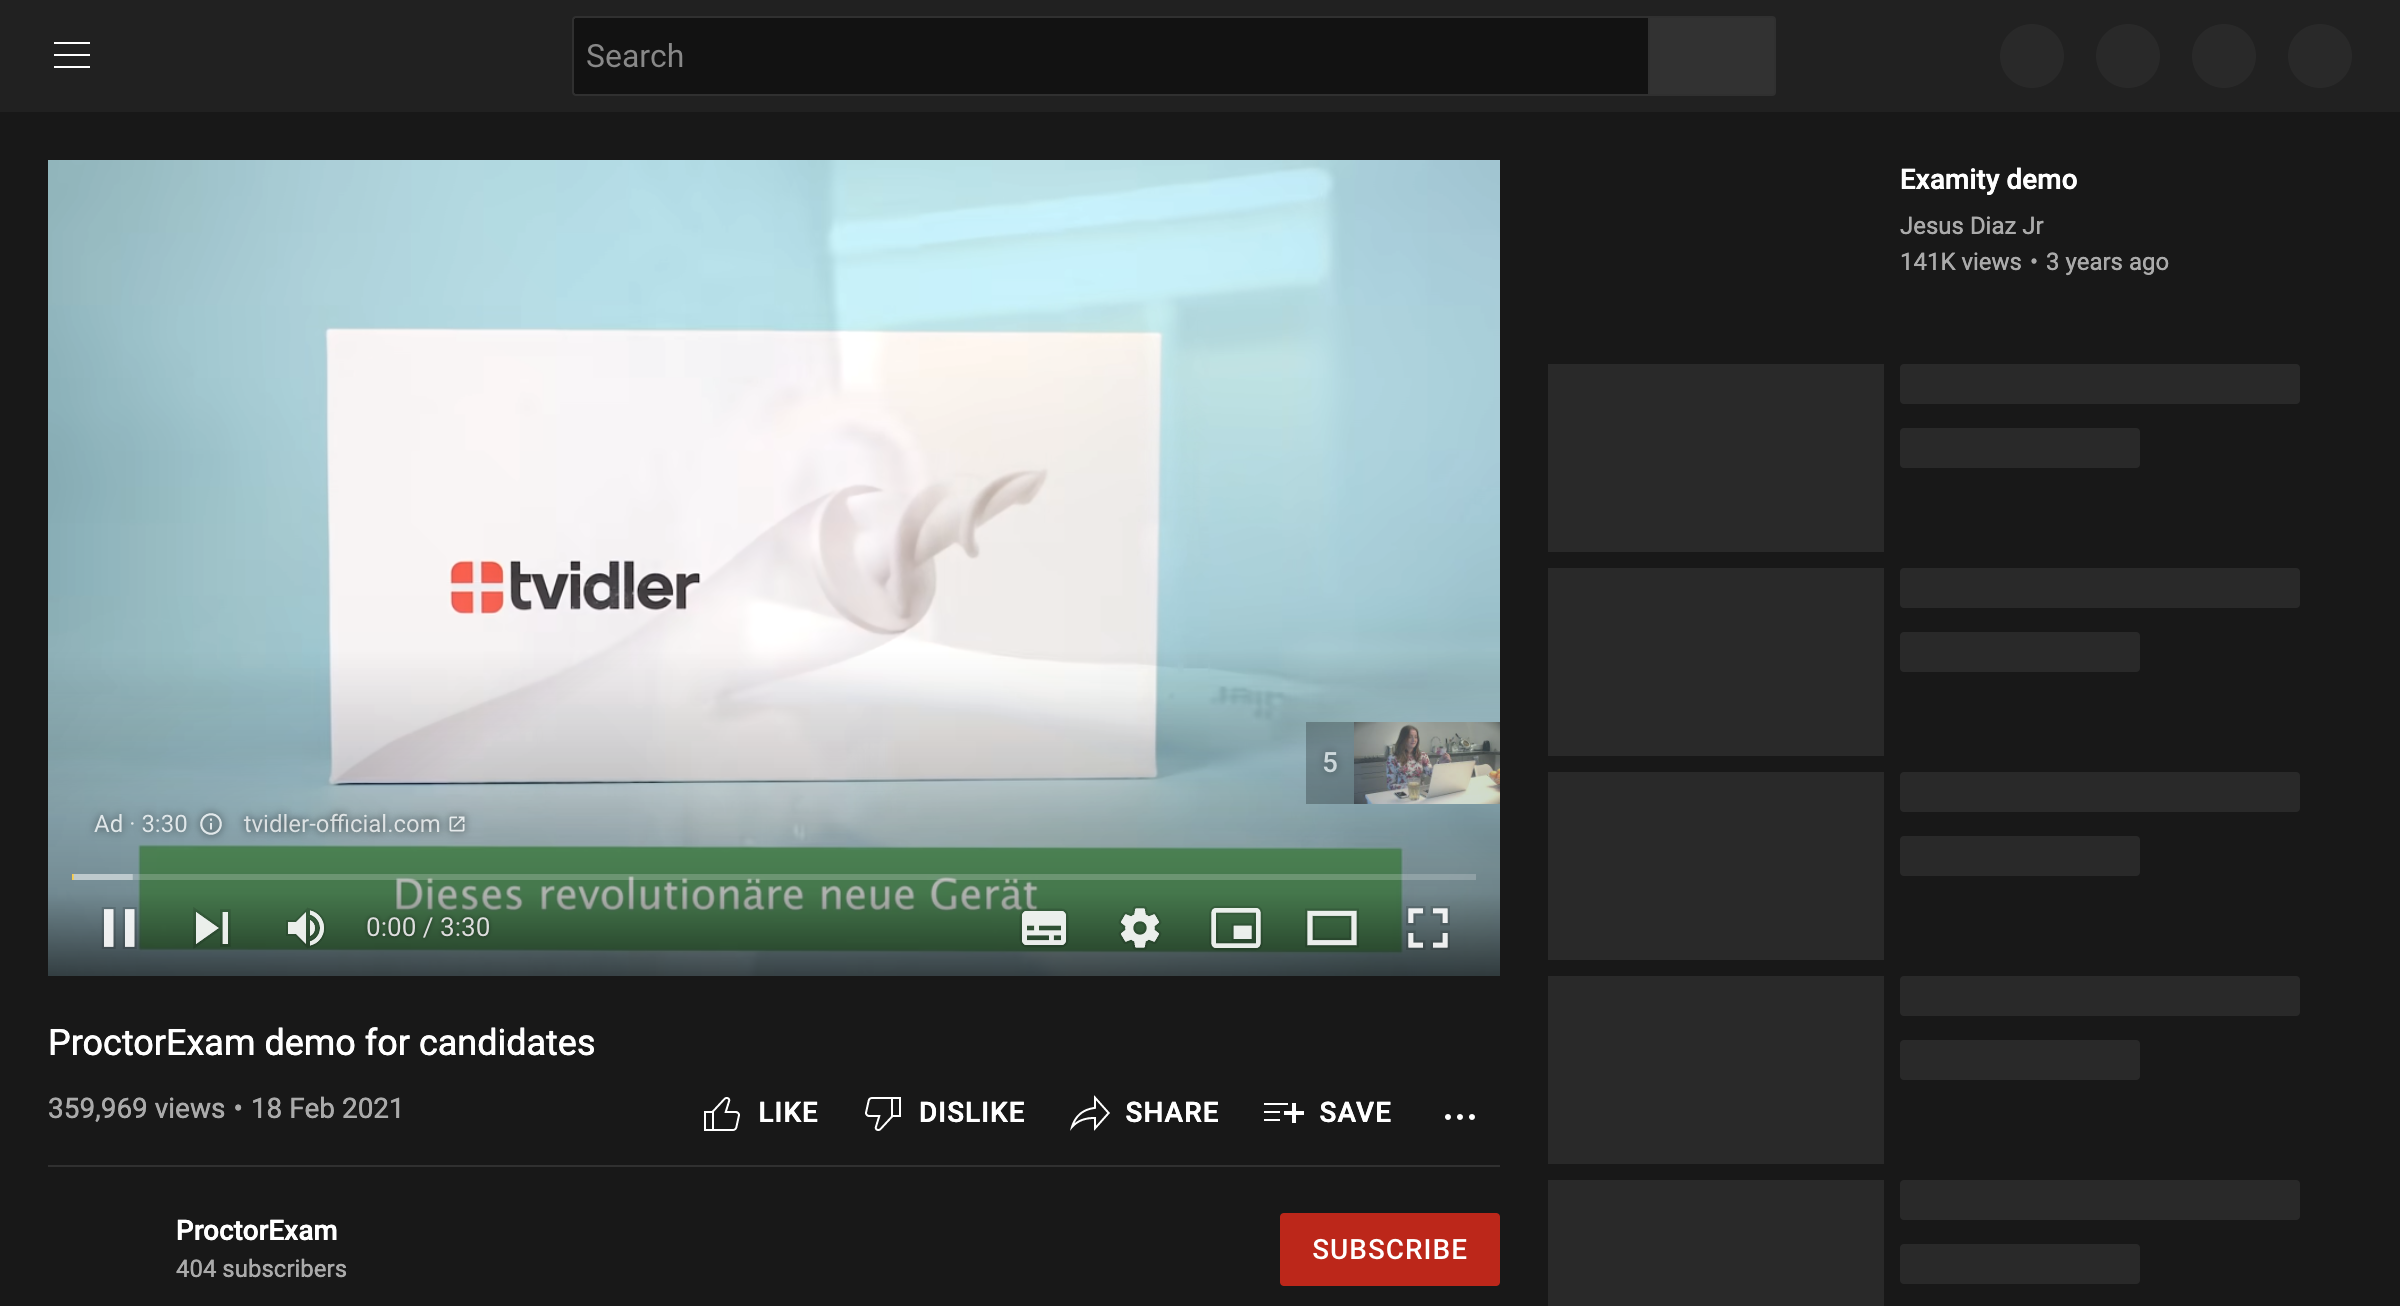 Search
tvidler
5
Ad · 3:30 tvidler-official.com
Dieses revolutionäre neue Gerät
0:00 / 3:30
ProctorExam demo for candidates
359,969 views • 18 Feb 2021
LIKE DISLIKE SHARE SAVE ...
ProctorExam
404 subscribers
SUBSCRIBE
Examity demo
Jesus Diaz Jr
141K views • 3 years ago